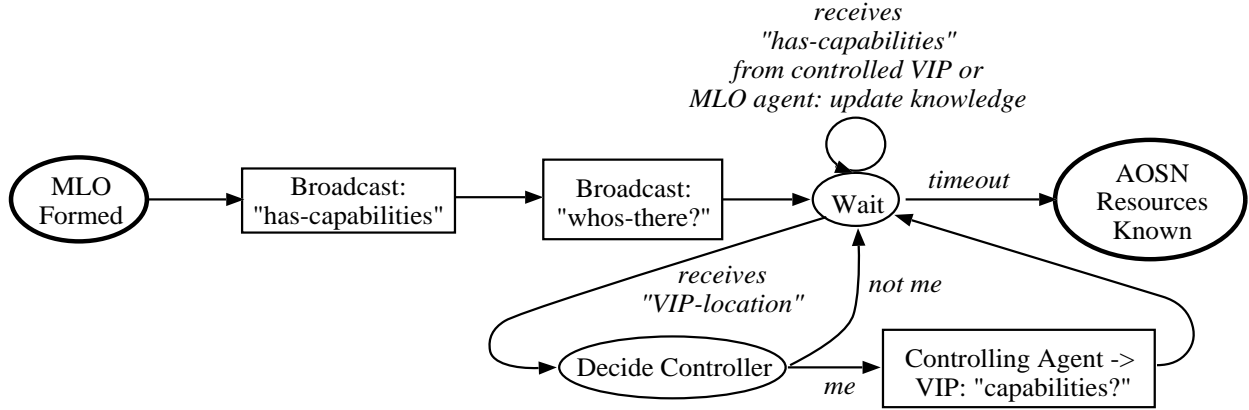 receives
"has-capabilities"
from controlled VIP or
MLO agent: update knowledge
MLO
Formed
Broadcast:
"has-capabilities"
Broadcast:
"whos-there?"
Wait
timeout
AOSN
Resources
Known
receives
"VIP-location"
not me
Decide Controller
me
Controlling Agent ->
VIP: "capabilities?"